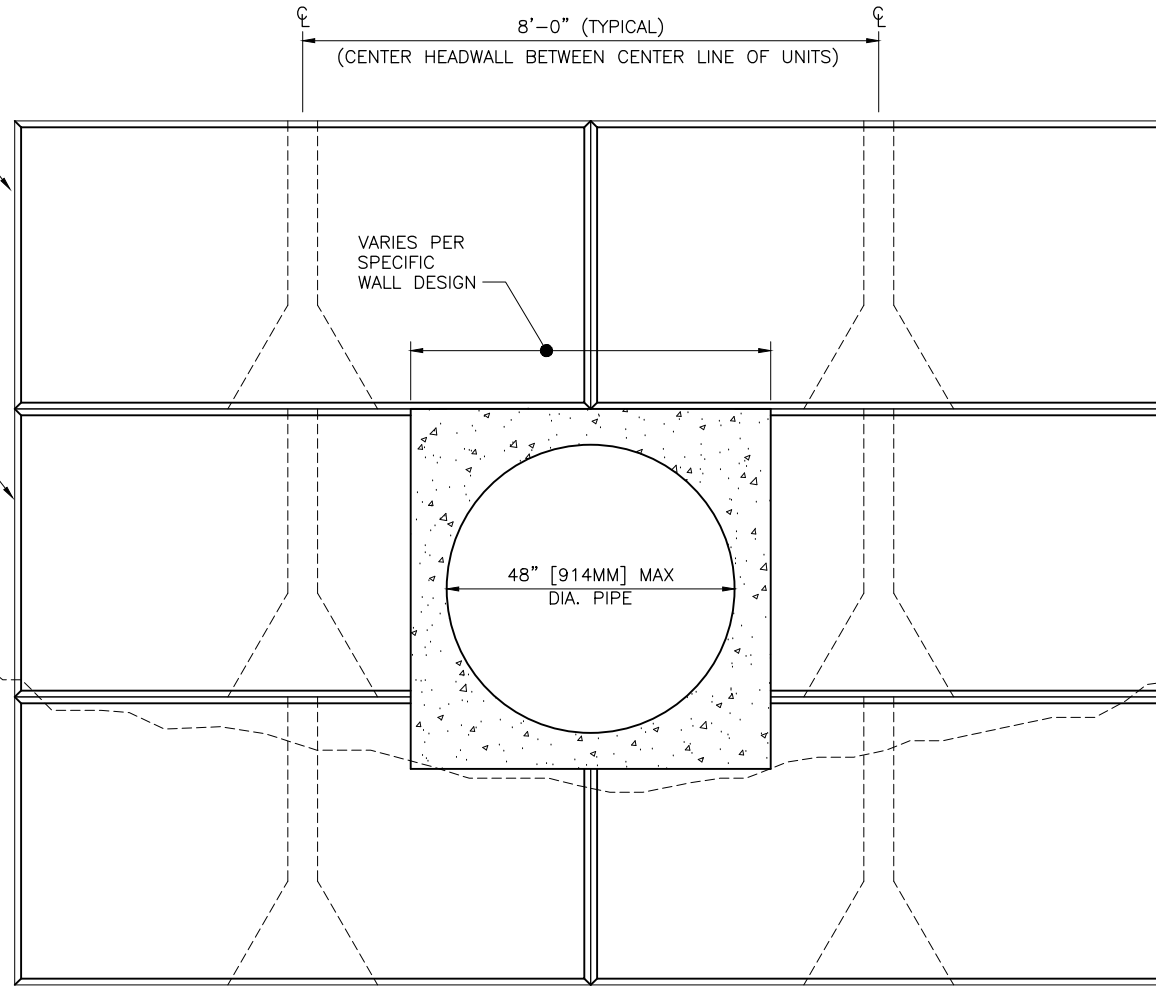 ℄ ℄
8'-0" (TYPICAL)
(CENTER HEADWALL BETWEEN CENTER LINE OF UNITS)
VARIES PER
SPECIFIC
WALL DESIGN
48" [914MM] MAX
DIA. PIPE